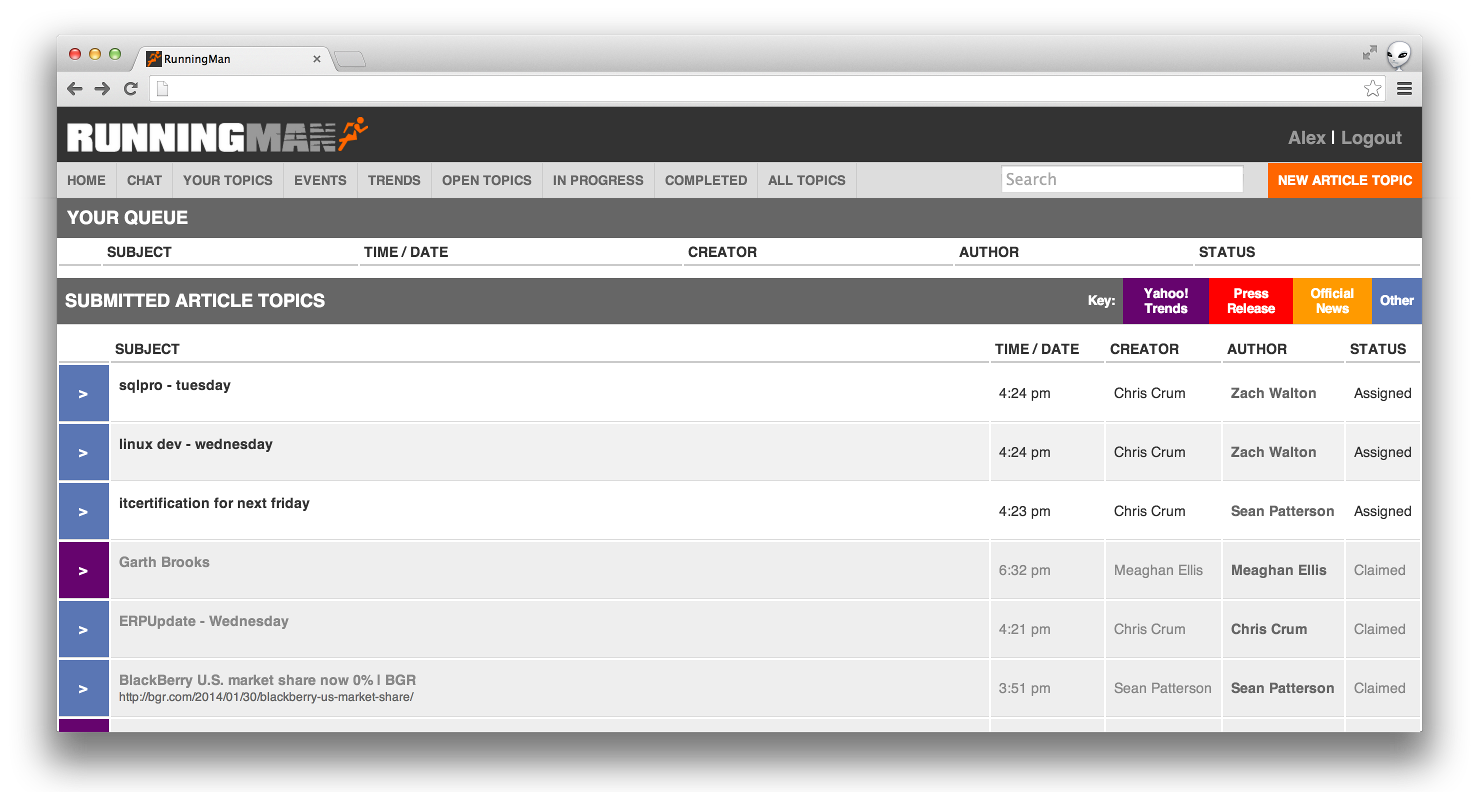 RunningMan
RUNNINGMAN
Alex | Logout
HOME CHAT YOUR TOPICS EVENTS TRENDS OPEN TOPICS IN PROGRESS COMPLETED ALL TOPICS Search NEW ARTICLE TOPIC
YOUR QUEUE
SUBJECT TIME / DATE CREATOR AUTHOR STATUS
SUBMITTED ARTICLE TOPICS Key: Yahoo! Trends Press Release Official News Other
SUBJECT TIME / DATE CREATOR AUTHOR STATUS
> sqlpro - tuesday 4:24 pm Chris Crum Zach Walton Assigned
> linux dev - wednesday 4:24 pm Chris Crum Zach Walton Assigned
> itcertification for next friday 4:23 pm Chris Crum Sean Patterson Assigned
> Garth Brooks 6:32 pm Meaghan Ellis Meaghan Ellis Claimed
> ERPUpdate - Wednesday 4:21 pm Chris Crum Chris Crum Claimed
> BlackBerry U.S. market share now 0% | BGR 3:51 pm Sean Patterson Sean Patterson Claimed
http://bgr.com/2014/01/30/blackberry-us-market-share/